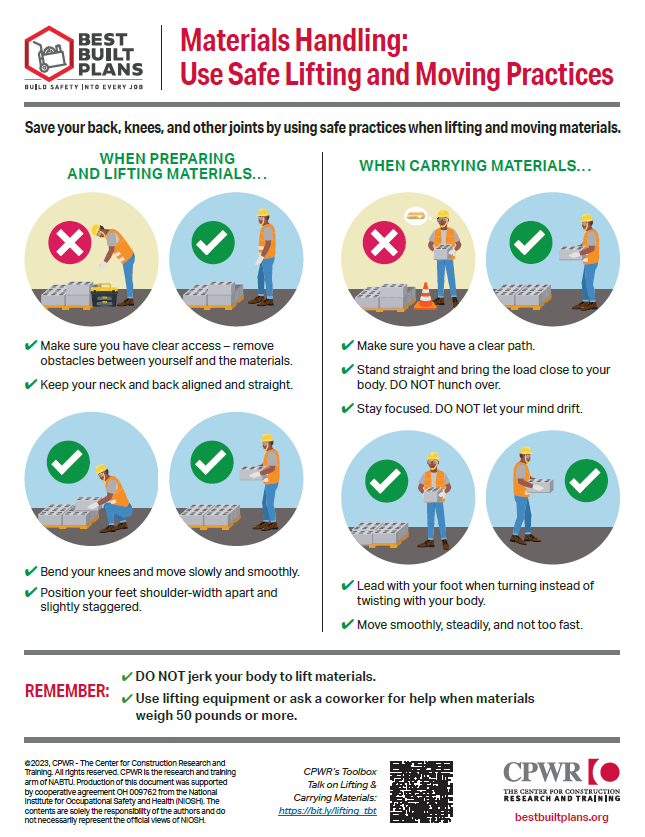 BEST
BUILT
PLANS
BUILD SAFETY INTO EVERY JOB
Materials Handling:
Use Safe Lifting and Moving Practices
Save your back, knees, and other joints by using safe practices when lifting and moving materials.
WHEN PREPARING
AND LIFTING MATERIALS...
✔ Make sure you have clear access – remove
obstacles between yourself and the materials.
✔ Keep your neck and back aligned and straight.
✔ Bend your knees and move slowly and smoothly.
✔ Position your feet shoulder-width apart and
slightly staggered.
WHEN CARRYING MATERIALS...
✔ Make sure you have a clear path.
✔ Stand straight and bring the load close to your
body. DO NOT hunch over.
✔ Stay focused. DO NOT let your mind drift.
✔ Lead with your foot when turning instead of
twisting with your body.
✔ Move smoothly, steadily, and not too fast.
REMEMBER:
✔ DO NOT jerk your body to lift materials.
✔ Use lifting equipment or ask a coworker for help when materials
weigh 50 pounds or more.
©2023, CPWR - The Center for Construction Research and
Training. All rights reserved. CPWR is the research and training
arm of NABTU. Production of this document was supported
by cooperative agreement OH 009762 from the National
Institute for Occupational Safety and Health (NIOSH). The
contents are solely the responsibility of the authors and do
not necessarily represent the official views of NIOSH.
CPWR's Toolbox
Talk on Lifting &
Carrying Materials:
https://bit.ly/lifting_tbt
CPWR
THE CENTER FOR CONSTRUCTION
RESEARCH AND TRAINING
bestbuiltplans.org